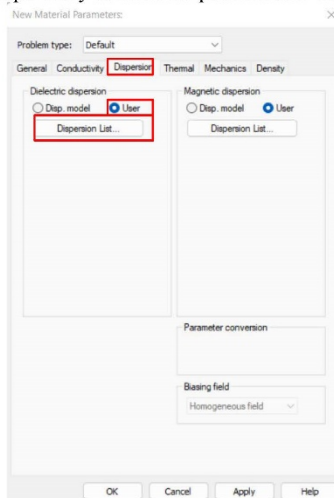 New Material Parameters:
Problem type: Default
General Conductivity Dispersion Thermal Mechanics Density
Dielectric dispersion Magnetic dispersion
Disp. model User Disp. model User
Dispersion List... Dispersion List...
Parameter conversion
Biasing field
Homogeneous field
OK Cancel Apply Help